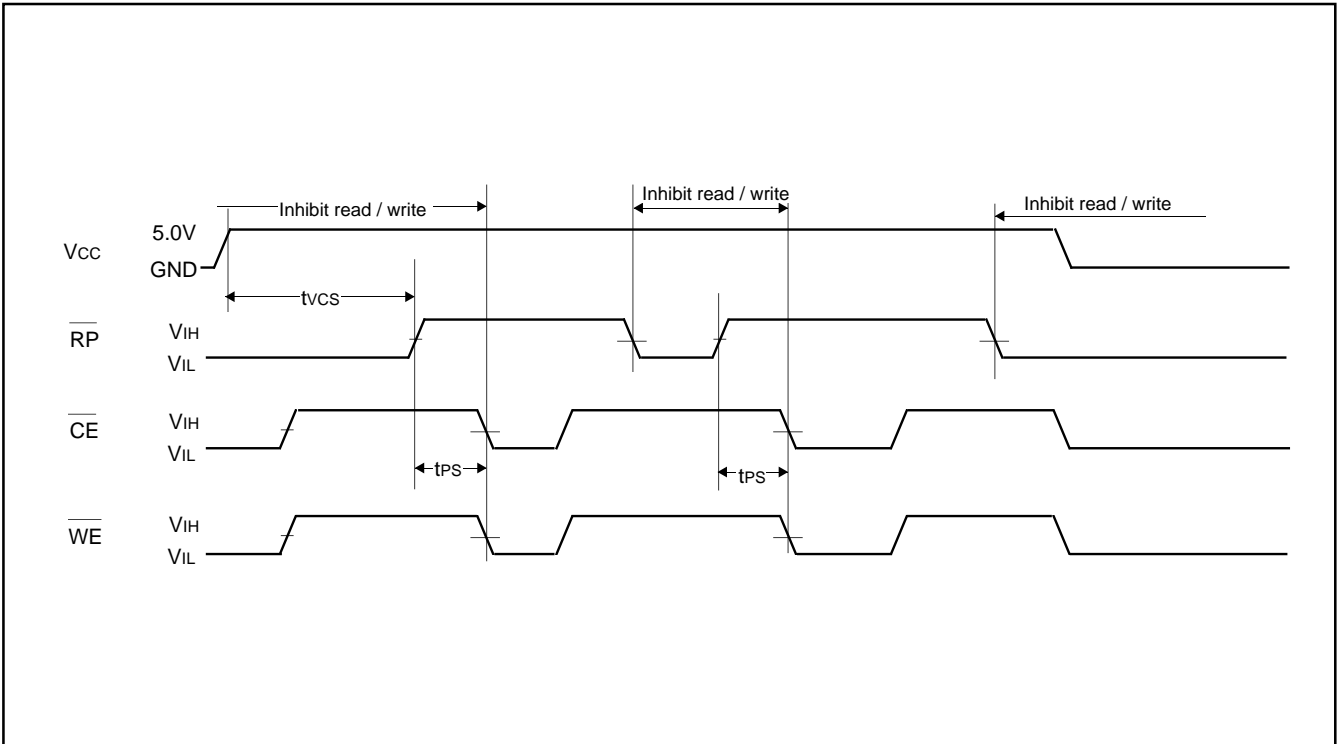 Inhibit read / write
Inhibit read / write
Inhibit read / write
VCC
5.0V
GND
tVCS
RP
VIH
VIL
CE
VIH
VIL
tPS
tPS
WE
VIH
VIL